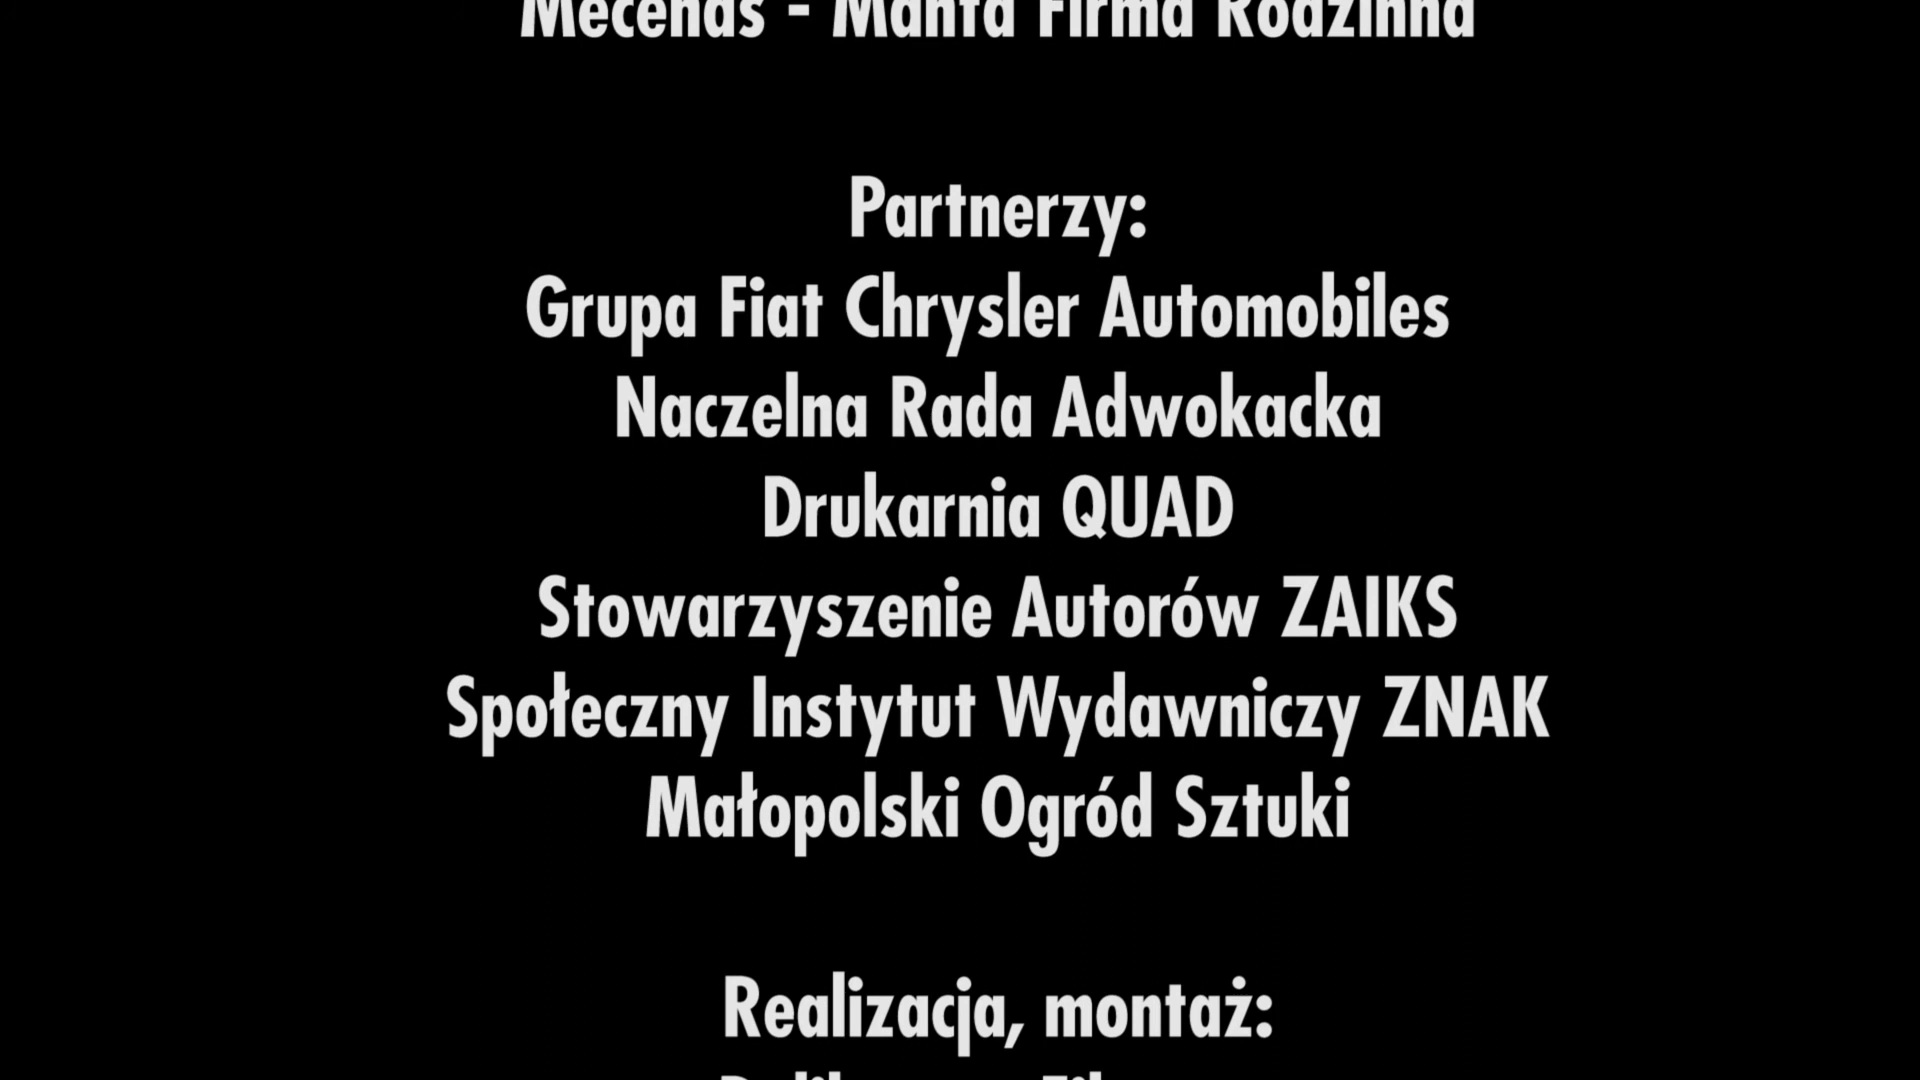 Mecenas - Manta Firma Rodzinna
Partnerzy:
Grupa Fiat Chrysler Automobiles
Naczelna Rada Adwokacka
Drukarnia QUAD
Stowarzyszenie Autorów ZAIKS
Społeczny Instytut Wydawniczy ZNAK
Małopolski Ogród Sztuki
Realizacja, montaż: